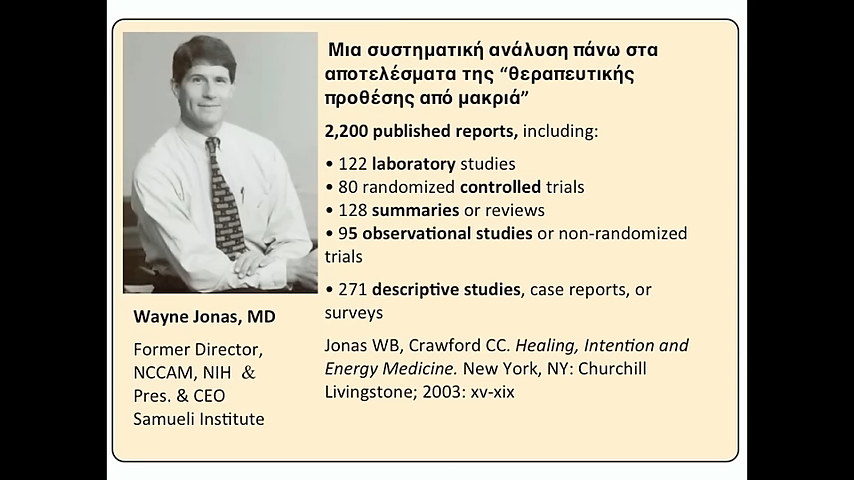 Μια συστηματική ανάλυση πάνω στα
αποτελέσματα της “θεραπευτικής
προθέσης από μακριά”
2,200 published reports, including:
• 122 laboratory studies
• 80 randomized controlled trials
• 128 summaries or reviews
• 95 observational studies or non-randomized
trials
• 271 descriptive studies, case reports, or
surveys
Jonas WB, Crawford CC. Healing, Intention and
Energy Medicine. New York, NY: Churchill
Livingstone; 2003: xv-xix
Wayne Jonas, MD
Former Director,
NCCAM, NIH &
Pres. & CEO
Samueli Institute